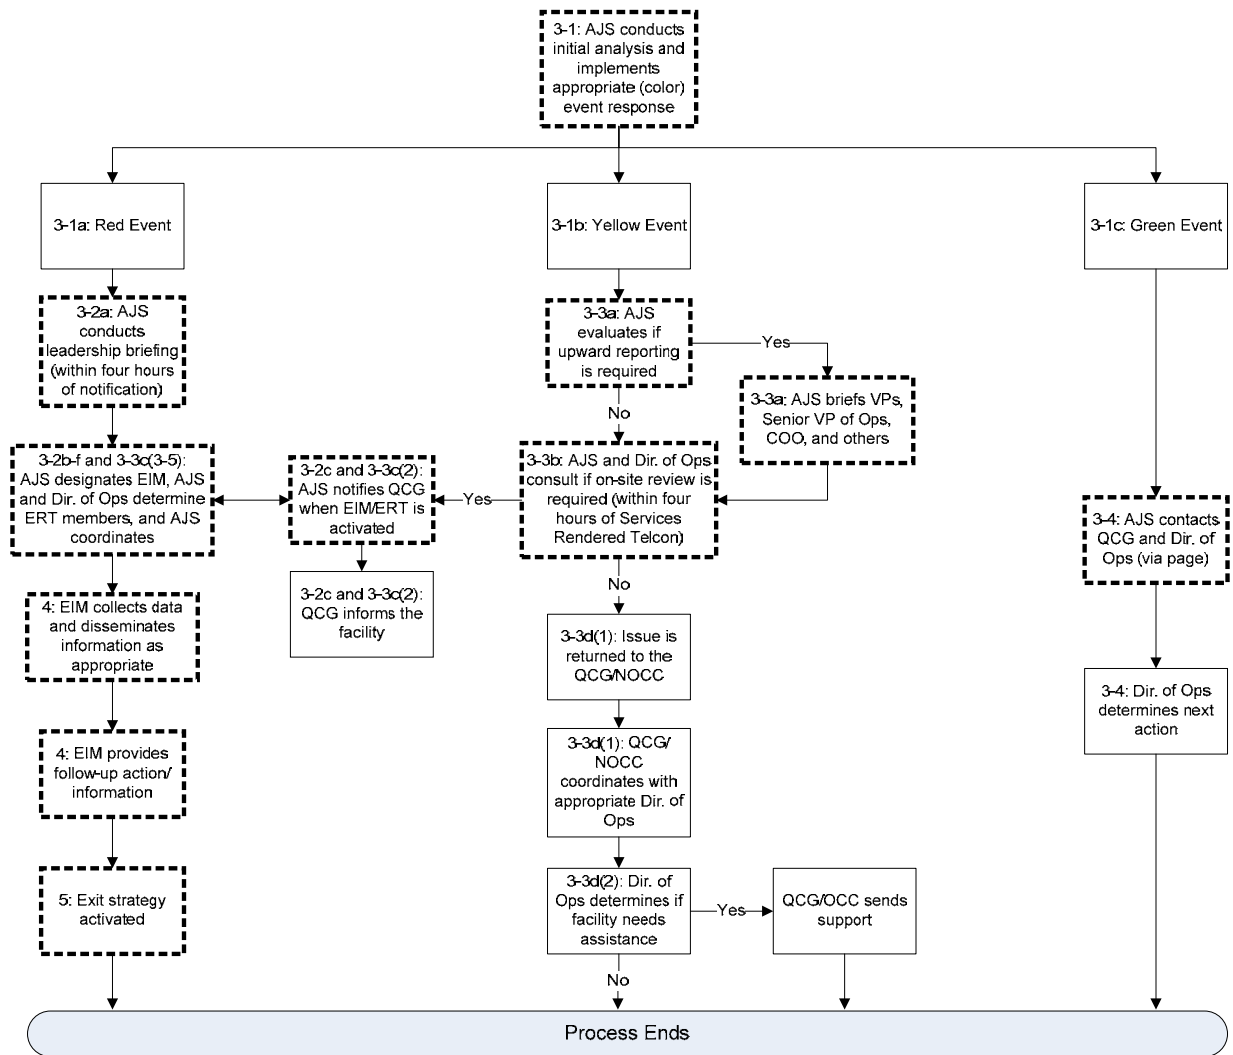 3-1: AJS conducts
initial analysis and
implements
appropriate (color)
event response
3-1a: Red Event
3-1b: Yellow Event
3-1c: Green Event
3-2a: AJS
conducts
leadership briefing
(within four hours
of notification)
3-3a: AJS
evaluates if
upward reporting
is required
Yes
3-3a: AJS briefs VPs,
Senior VP of Ops,
COO, and others
No
3-2b-f and 3-3c(3-5):
AJS designates EIM, AJS
and Dir. of Ops determine
ERT members, and AJS
coordinates
3-2c and 3-3c(2):
AJS notifies QCG
when EIM/ERT is
activated
Yes
3-3b: AJS and Dir. of Ops
consult if on-site review is
required (within four
hours of Services
Rendered Telcon)
3-4: AJS contacts
QCG and Dir. of
Ops (via page)
3-2c and 3-3c(2):
QCG informs the
facility
No
4: EIM collects data
and disseminates
information as
appropriate
3-3d(1): Issue is
returned to the
QCG/NOCC
3-4: Dir. of Ops
determines next
action
4: EIM provides
follow-up action/
information
3-3d(1): QCG/
NOCC
coordinates with
appropriate Dir. of
Ops
5: Exit strategy
activated
3-3d(2): Dir. of
Ops determines if
facility needs
assistance
Yes
QCG/OCC sends
support
No
Process Ends